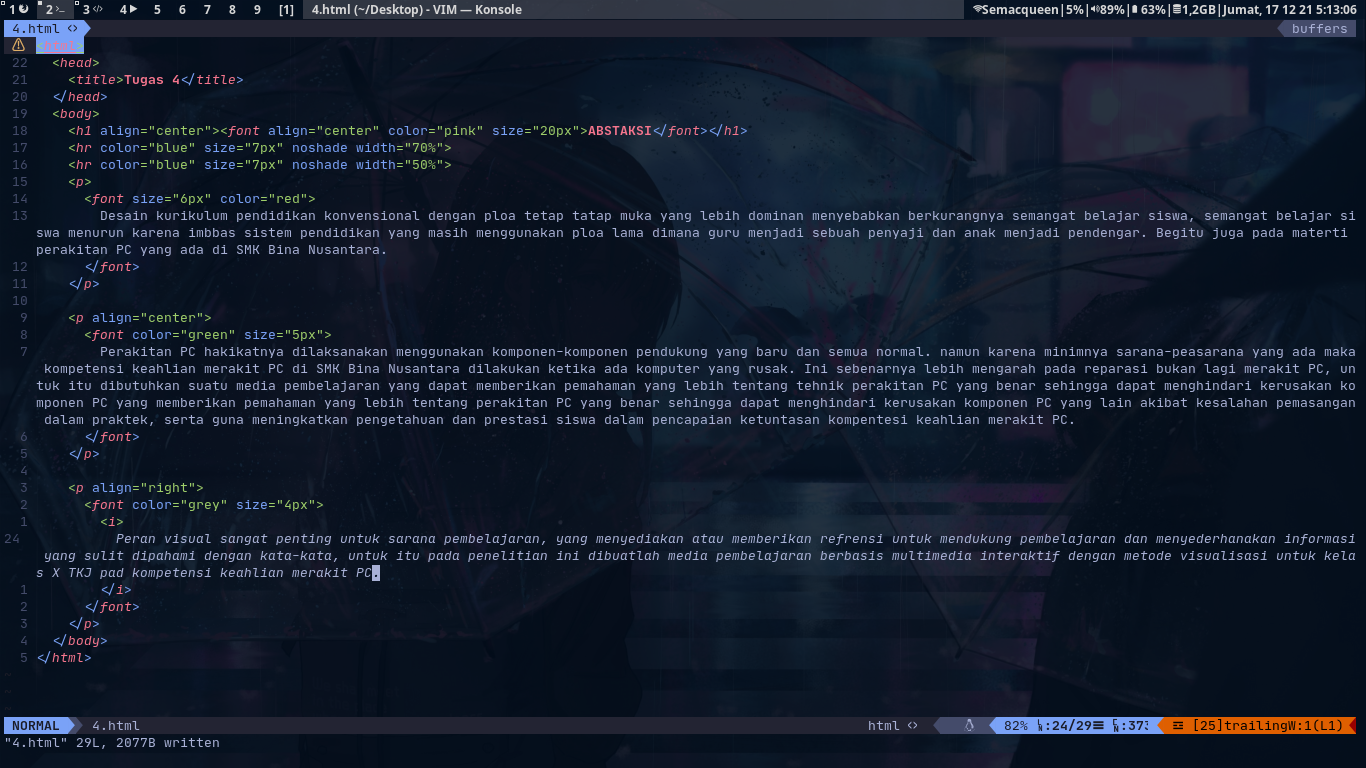 1 2 3 4 5 6 7 8 9 [1] 4.html (~/Desktop) - VIM — Konsole Semacqueen|5%|89%|63%|1,2GB|Jumat, 17 12 21 5:13:06
4.html buffers
<html>
22 <head>
21 <title>Tugas 4</title>
20 </head>
19 <body>
18 <h1 align="center"><font align="center" color="pink" size="20px">ABSTAKSI</font></h1>
17 <hr color="blue" size="7px" noshade width="70%">
16 <hr color="blue" size="7px" noshade width="50%">
15 <p>
14 <font size="6px" color="red">
13 Desain kurikulum pendidikan konvensional dengan ploa tetap tatap muka yang lebih dominan menyebabkan berkurangnya semangat belajar siswa, semangat belajar si
swa menurun karena imbbas sistem pendidikan yang masih menggunakan ploa lama dimana guru menjadi sebuah penyaji dan anak menjadi pendengar. Begitu juga pada materti
perakitan PC yang ada di SMK Bina Nusantara.
12 </font>
11 </p>
10
9 <p align="center">
8 <font color="green" size="5px">
7 Perakitan PC hakikatnya dilaksanakan menggunakan komponen-komponen pendukung yang baru dan semua normal. namun karena minimnya sarana-peasarana yang ada maka
kompetensi keahlian merakit PC di SMK Bina Nusantara dilakukan ketika ada komputer yang rusak. Ini sebenarnya lebih mengarah pada reparasi bukan lagi merakit PC, un
tuk itu dibutuhkan suatu media pembelajaran yang dapat memberikan pemahaman yang lebih tentang tehnik perakitan PC yang benar sehingga dapat menghindari kerusakan ko
mponen PC yang memberikan pemahaman yang lebih tentang perakitan PC yang benar sehingga dapat menghindari kerusakan komponen PC yang lain akibat kesalahan pemasangan
dalam praktek, serta guna meningkatkan pengetahuan dan prestasi siswa dalam pencapaian ketuntasan kompentesi keahlian merakit PC.
6 </font>
5 </p>
4
3 <p align="right">
2 <font color="grey" size="4px">
1 <i>
24 Peran visual sangat penting untuk sarana pembelajaran, yang menyediakan atau memberikan refrensi untuk mendukung pembelajaran dan menyederhanakan informasi
yang sulit dipahami dengan kata-kata, untuk itu pada penelitian ini dibuatlah media pembelajaran berbasis multimedia interaktif dengan metode visualisasi untuk kela
s X TKJ pad kompetensi keahlian merakit PC.
1 </i>
2 </font>
3 </p>
4 </body>
5 </html>
NORMAL 4.html html 82% :24/29 :373 [25]trailingW:1(L1)
"4.html" 29L, 2077B written